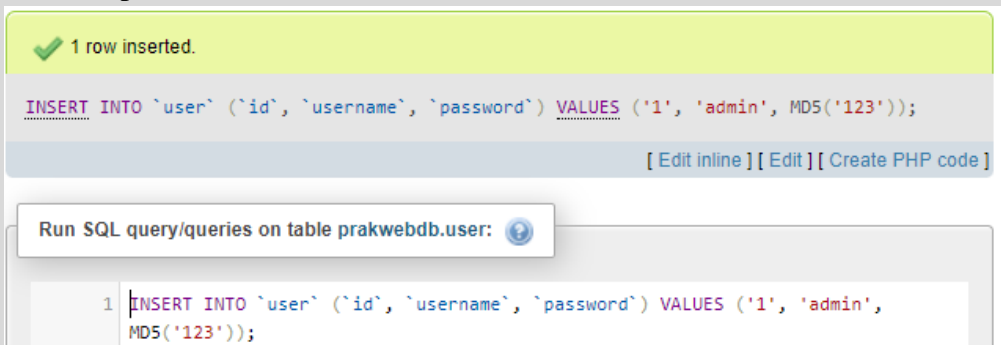 1 row inserted.
INSERT INTO `user` (`id`, `username`, `password`) VALUES ('1', 'admin', MD5('123'));
[ Edit inline ] [ Edit ] [ Create PHP code ]
Run SQL query/queries on table prakwebdb.user:
1 INSERT INTO `user` (`id`, `username`, `password`) VALUES ('1', 'admin',
MD5('123'));